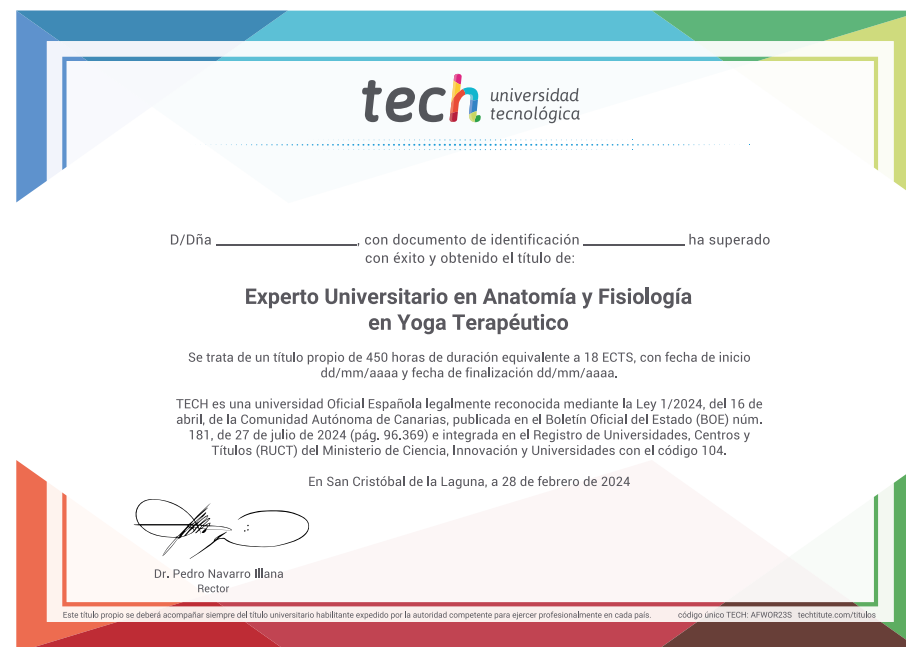 tech universidad
tecnológica
D/Dña ________________, con documento de identificación ____________ ha superado
con éxito y obtenido el título de:
Experto Universitario en Anatomía y Fisiología
en Yoga Terapéutico
Se trata de un título propio de 450 horas de duración equivalente a 18 ECTS, con fecha de inicio
dd/mm/aaaa y fecha de finalización dd/mm/aaaa.
TECH es una universidad Oficial Española legalmente reconocida mediante la Ley 1/2024, del 16 de
abril, de la Comunidad Autónoma de Canarias, publicada en el Boletín Oficial del Estado (BOE) núm.
181, de 27 de julio de 2024 (pág. 96.369) e integrada en el Registro de Universidades, Centros y
Títulos (RUCT) del Ministerio de Ciencia, Innovación y Universidades con el código 104.
En San Cristóbal de la Laguna, a 28 de febrero de 2024
Dr. Pedro Navarro Illana
Rector
Este título propio se deberá acompañar siempre del título universitario habilitante expedido por la autoridad competente para ejercer profesionalmente en cada país. código único TECH: AFWOR23S techtitute.com/titulos